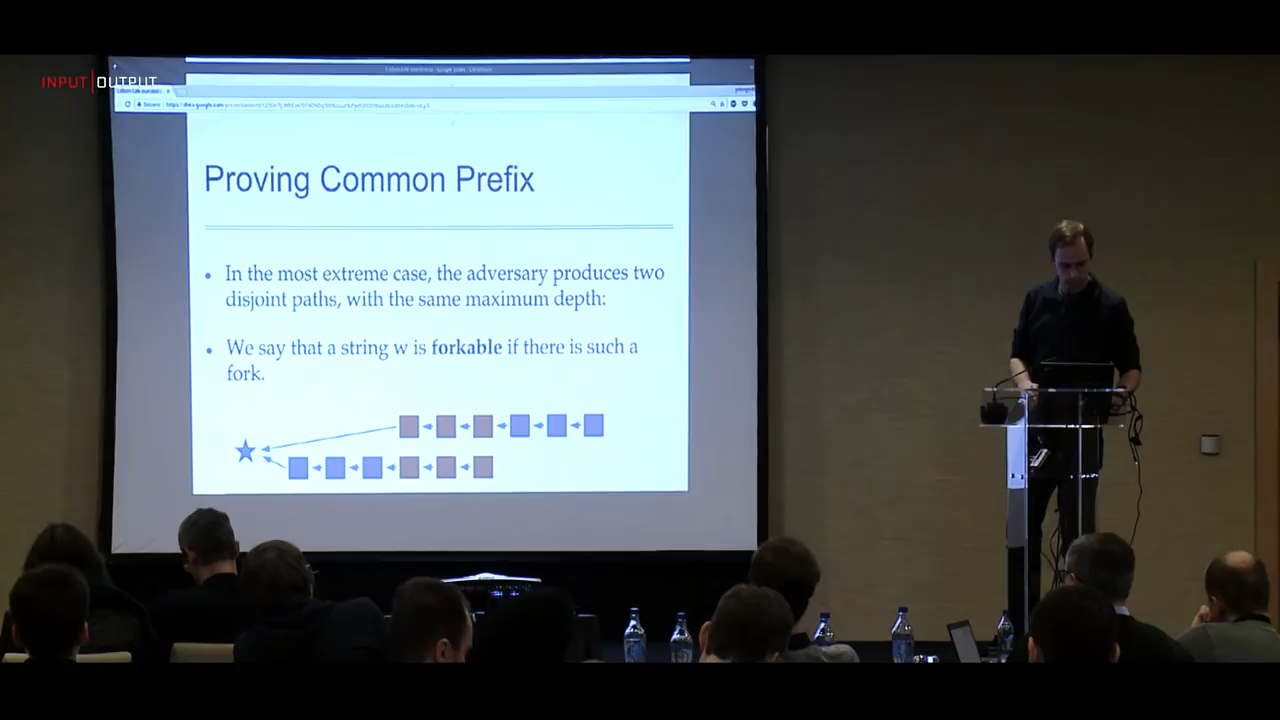 INPUT|OUTPUT
Proving Common Prefix
• In the most extreme case, the adversary produces two
disjoint paths, with the same maximum depth:
• We say that a string w is forkable if there is such a
fork.